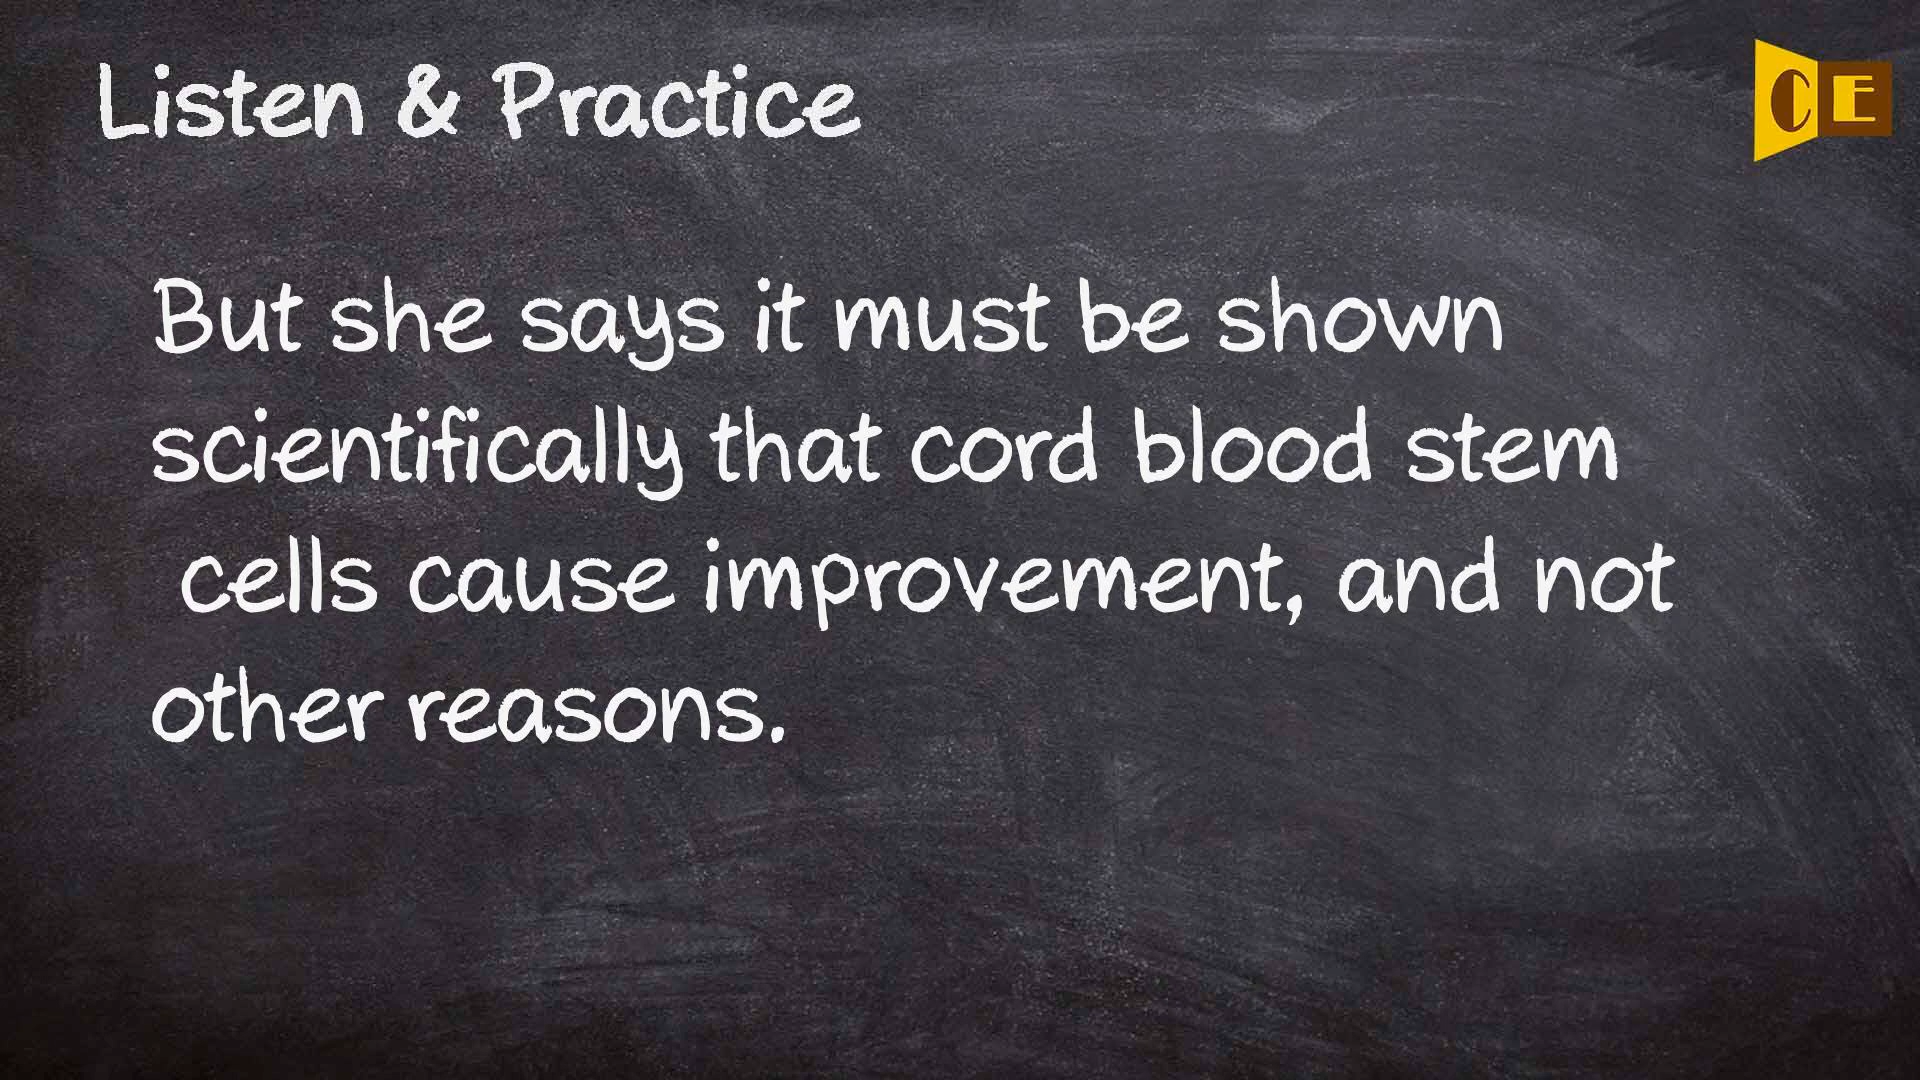 Listen & Practice
CE
But she says it must be shown
scientifically that cord blood stem
cells cause improvement, and not
other reasons.